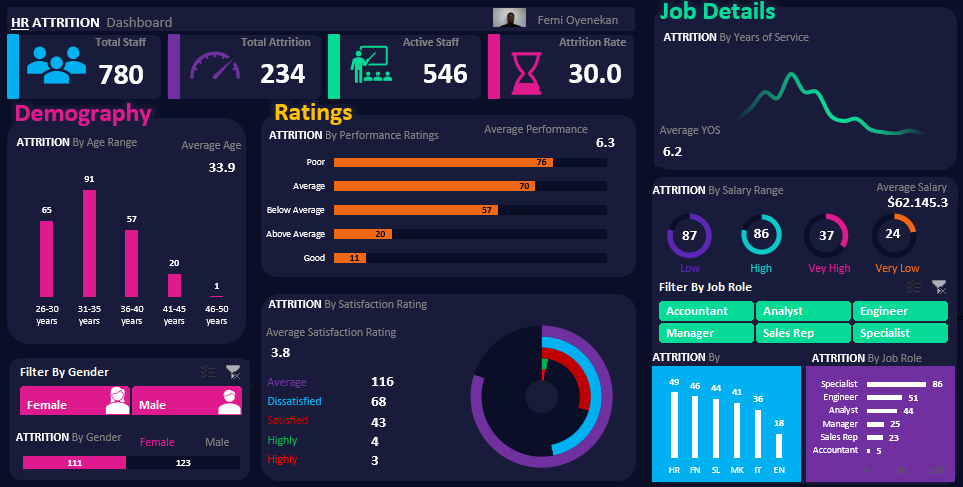 HR ATTRITION Dashboard
Femi Oyenekan
Total Staff
780
Total Attrition
234
Active Staff
546
Attrition Rate
30.0
Demography
ATTRITION By Age Range
Average Age
33.9
65
91
57
20
1
26-30 years
31-35 years
36-40 years
41-45 years
46-50 years
Filter By Gender
Female
Male
ATTRITION By Gender
Female
Male
111
123
Ratings
ATTRITION By Performance Ratings
Average Performance
6.3
Poor 76
Average 70
Below Average 57
Above Average 20
Good 11
ATTRITION By Satisfaction Rating
Average Satisfaction Rating
3.8
Average 116
Dissatisfied 68
Satisfied 43
Highly 4
Highly 3
Job Details
ATTRITION By Years of Service
Average YOS
6.2
ATTRITION By Salary Range
Average Salary
$62.145.3
87
86
37
24
Low
High
Vey High
Very Low
Filter By Job Role
Accountant
Analyst
Engineer
Manager
Sales Rep
Specialist
ATTRITION By
49
46
44
41
36
18
HR
FN
SL
MK
IT
EN
ATTRITION By Job Role
Specialist 86
Engineer 51
Analyst 44
Manager 25
Sales Rep 23
Accountant 5
0 50 100